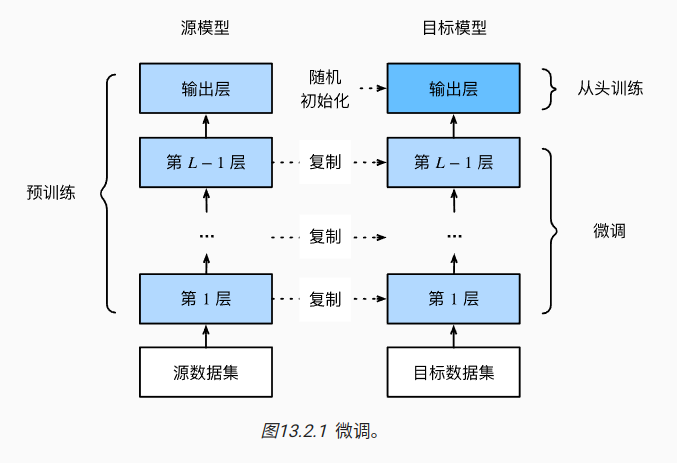 源模型
目标模型
输出层
随机
初始化
输出层
从头训练
第 L − 1 层
复制
第 L − 1 层
预训练
...
复制
...
微调
第 1 层
复制
第 1 层
源数据集
目标数据集
图13.2.1 微调。